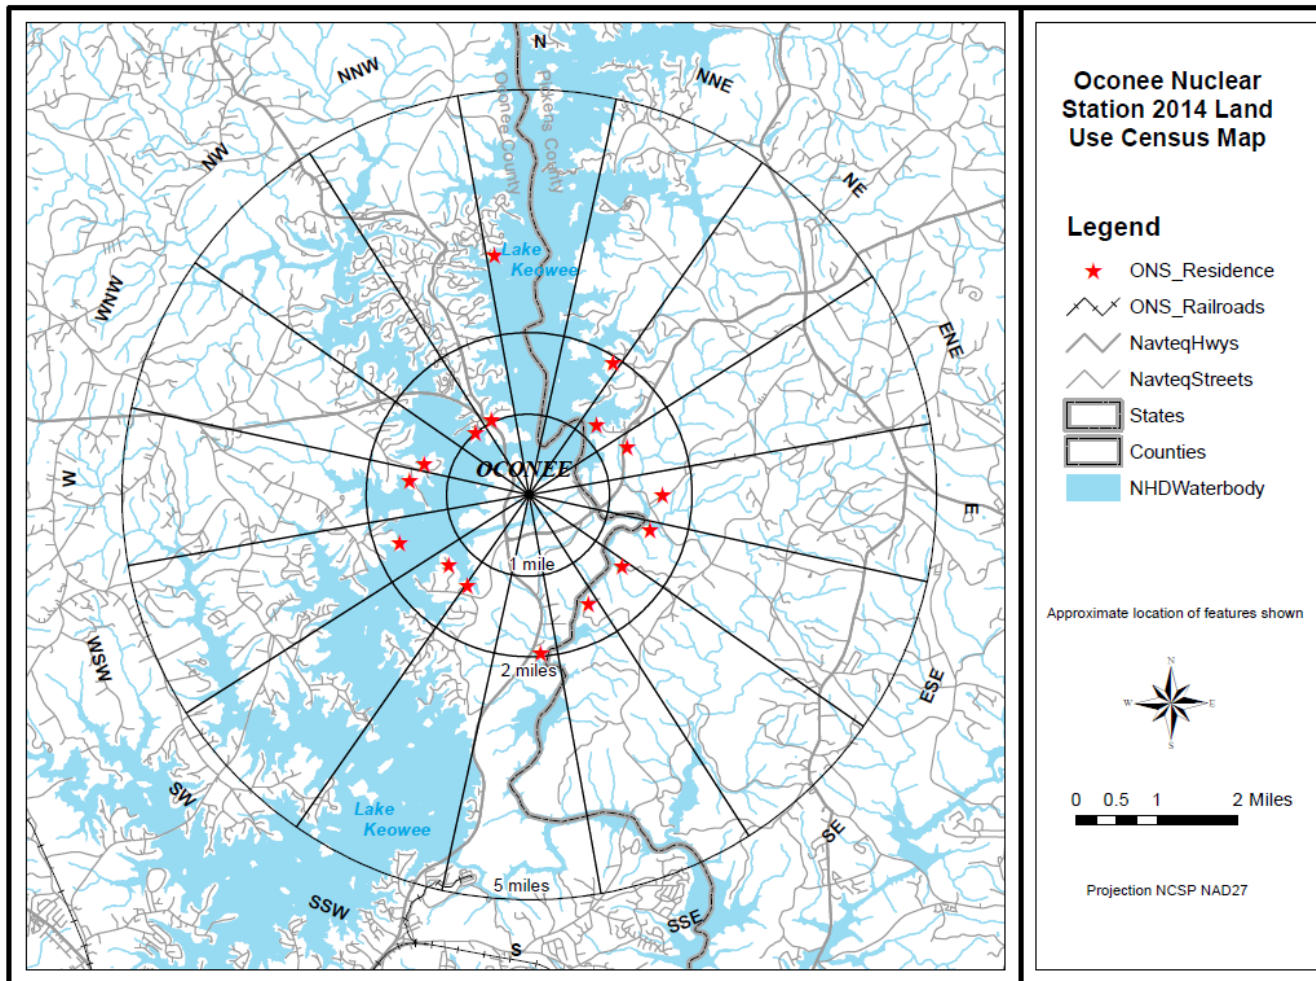 N
NNW
NNE
Oconee County
Pickens County
NW
NE
Lake
Keowee
WNW
ENE
OCONEE
W
E
1 mile
2 miles
WSW
ESE
SW
Lake
Keowee
SE
5 miles
SSW
SSE
S
Oconee Nuclear
Station 2014 Land
Use Census Map
Legend
ONS_Residence
ONS_Railroads
NavteqHwys
NavteqStreets
States
Counties
NHDWaterbody
Approximate location of features shown
N
W
E
S
0 0.5 1 2 Miles
Projection NCSP NAD27